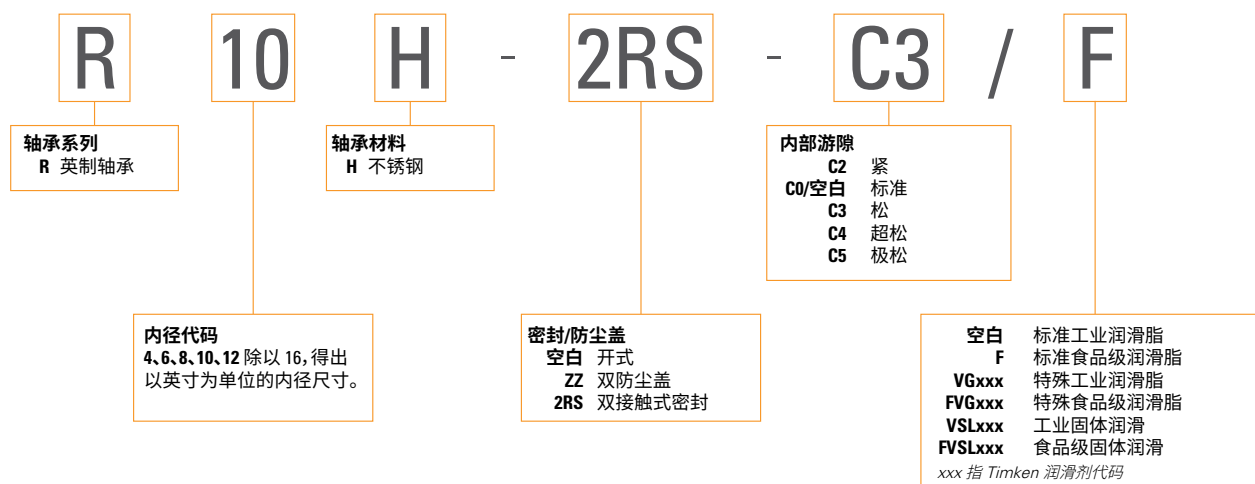 R 10 H - 2RS - C3 / F
轴承系列
R 英制轴承
轴承材料
H 不锈钢
内部游隙
C2 紧
C0/空白 标准
C3 松
C4 超松
C5 极松
内径代码
4、6、8、10、12 除以 16，得出
以英寸为单位的内径尺寸。
密封/防尘盖
空白 开式
ZZ 双防尘盖
2RS 双接触式密封
空白 标准工业润滑脂
F 标准食品级润滑脂
VGxxx 特殊工业润滑脂
FVGxxx 特殊食品级润滑脂
VSLxxx 工业固体润滑
FVSLxxx 食品级固体润滑
xxx 指 Timken 润滑剂代码